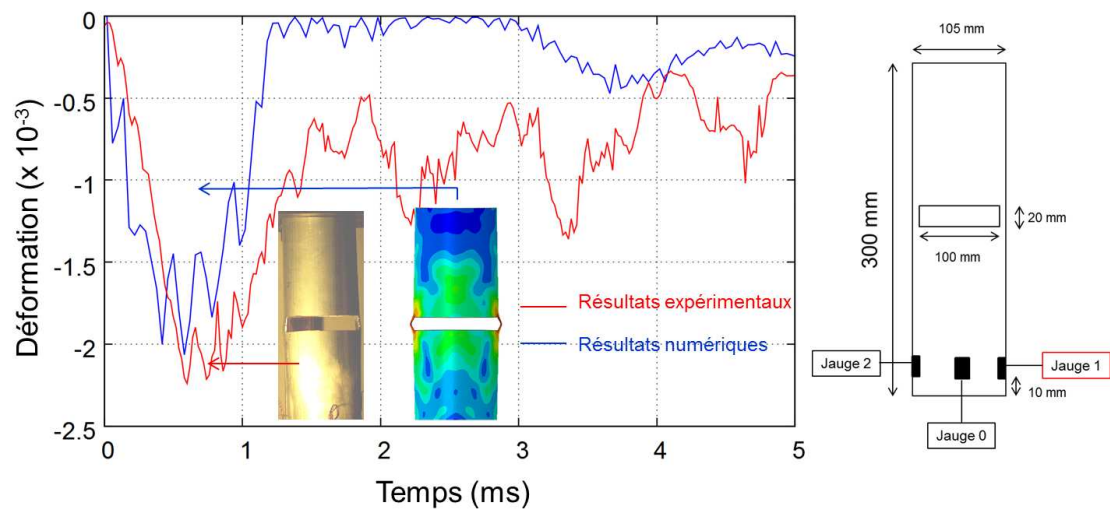 Déformation (x 10⁻³)
0
-0.5
-1
-1.5
-2
-2.5
0
1
2
3
4
5
Temps (ms)
Résultats expérimentaux
Résultats numériques
105 mm
300 mm
20 mm
100 mm
Jauge 2
Jauge 1
10 mm
Jauge 0